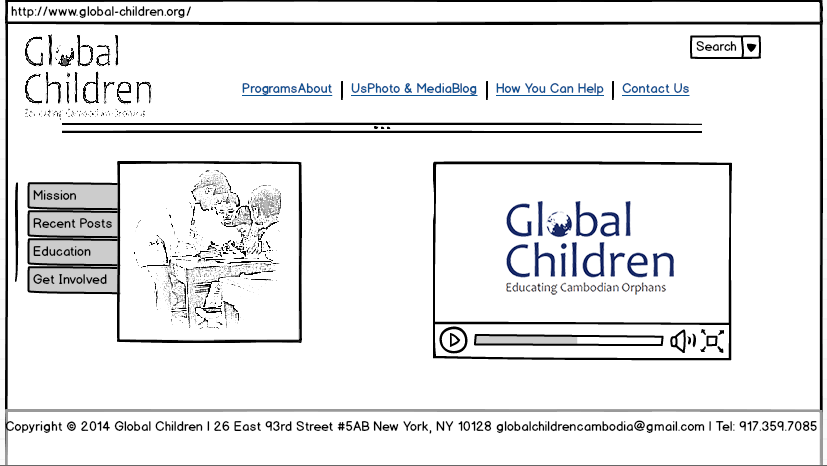 http://www.global-children.org/
Global
Children
Educating Cambodian Orphans
Search
ProgramsAbout | UsPhoto & MediaBlog | How You Can Help | Contact Us
Mission
Recent Posts
Education
Get Involved
Global
Children
Educating Cambodian Orphans
Copyright © 2014 Global Children | 26 East 93rd Street #5AB New York, NY 10128 globalchildrencambodia@gmail.com | Tel: 917.359.7085